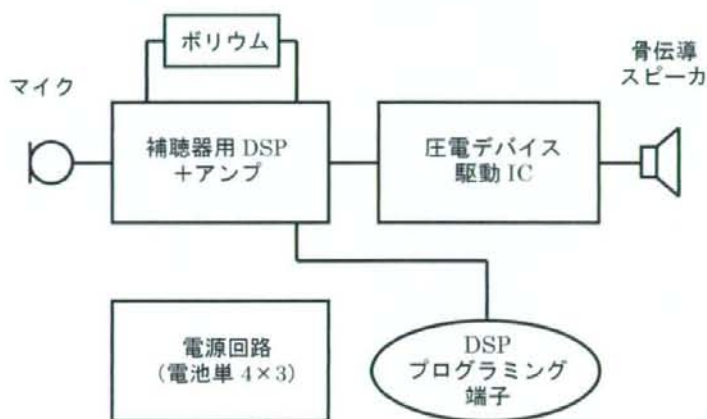 ボリウム
マイク
骨伝導
スピーカ
補聴器用 DSP
＋アンプ
圧電デバイス
駆動 IC
電源回路
（電池単 4×3）
DSP
プログラミング
端子